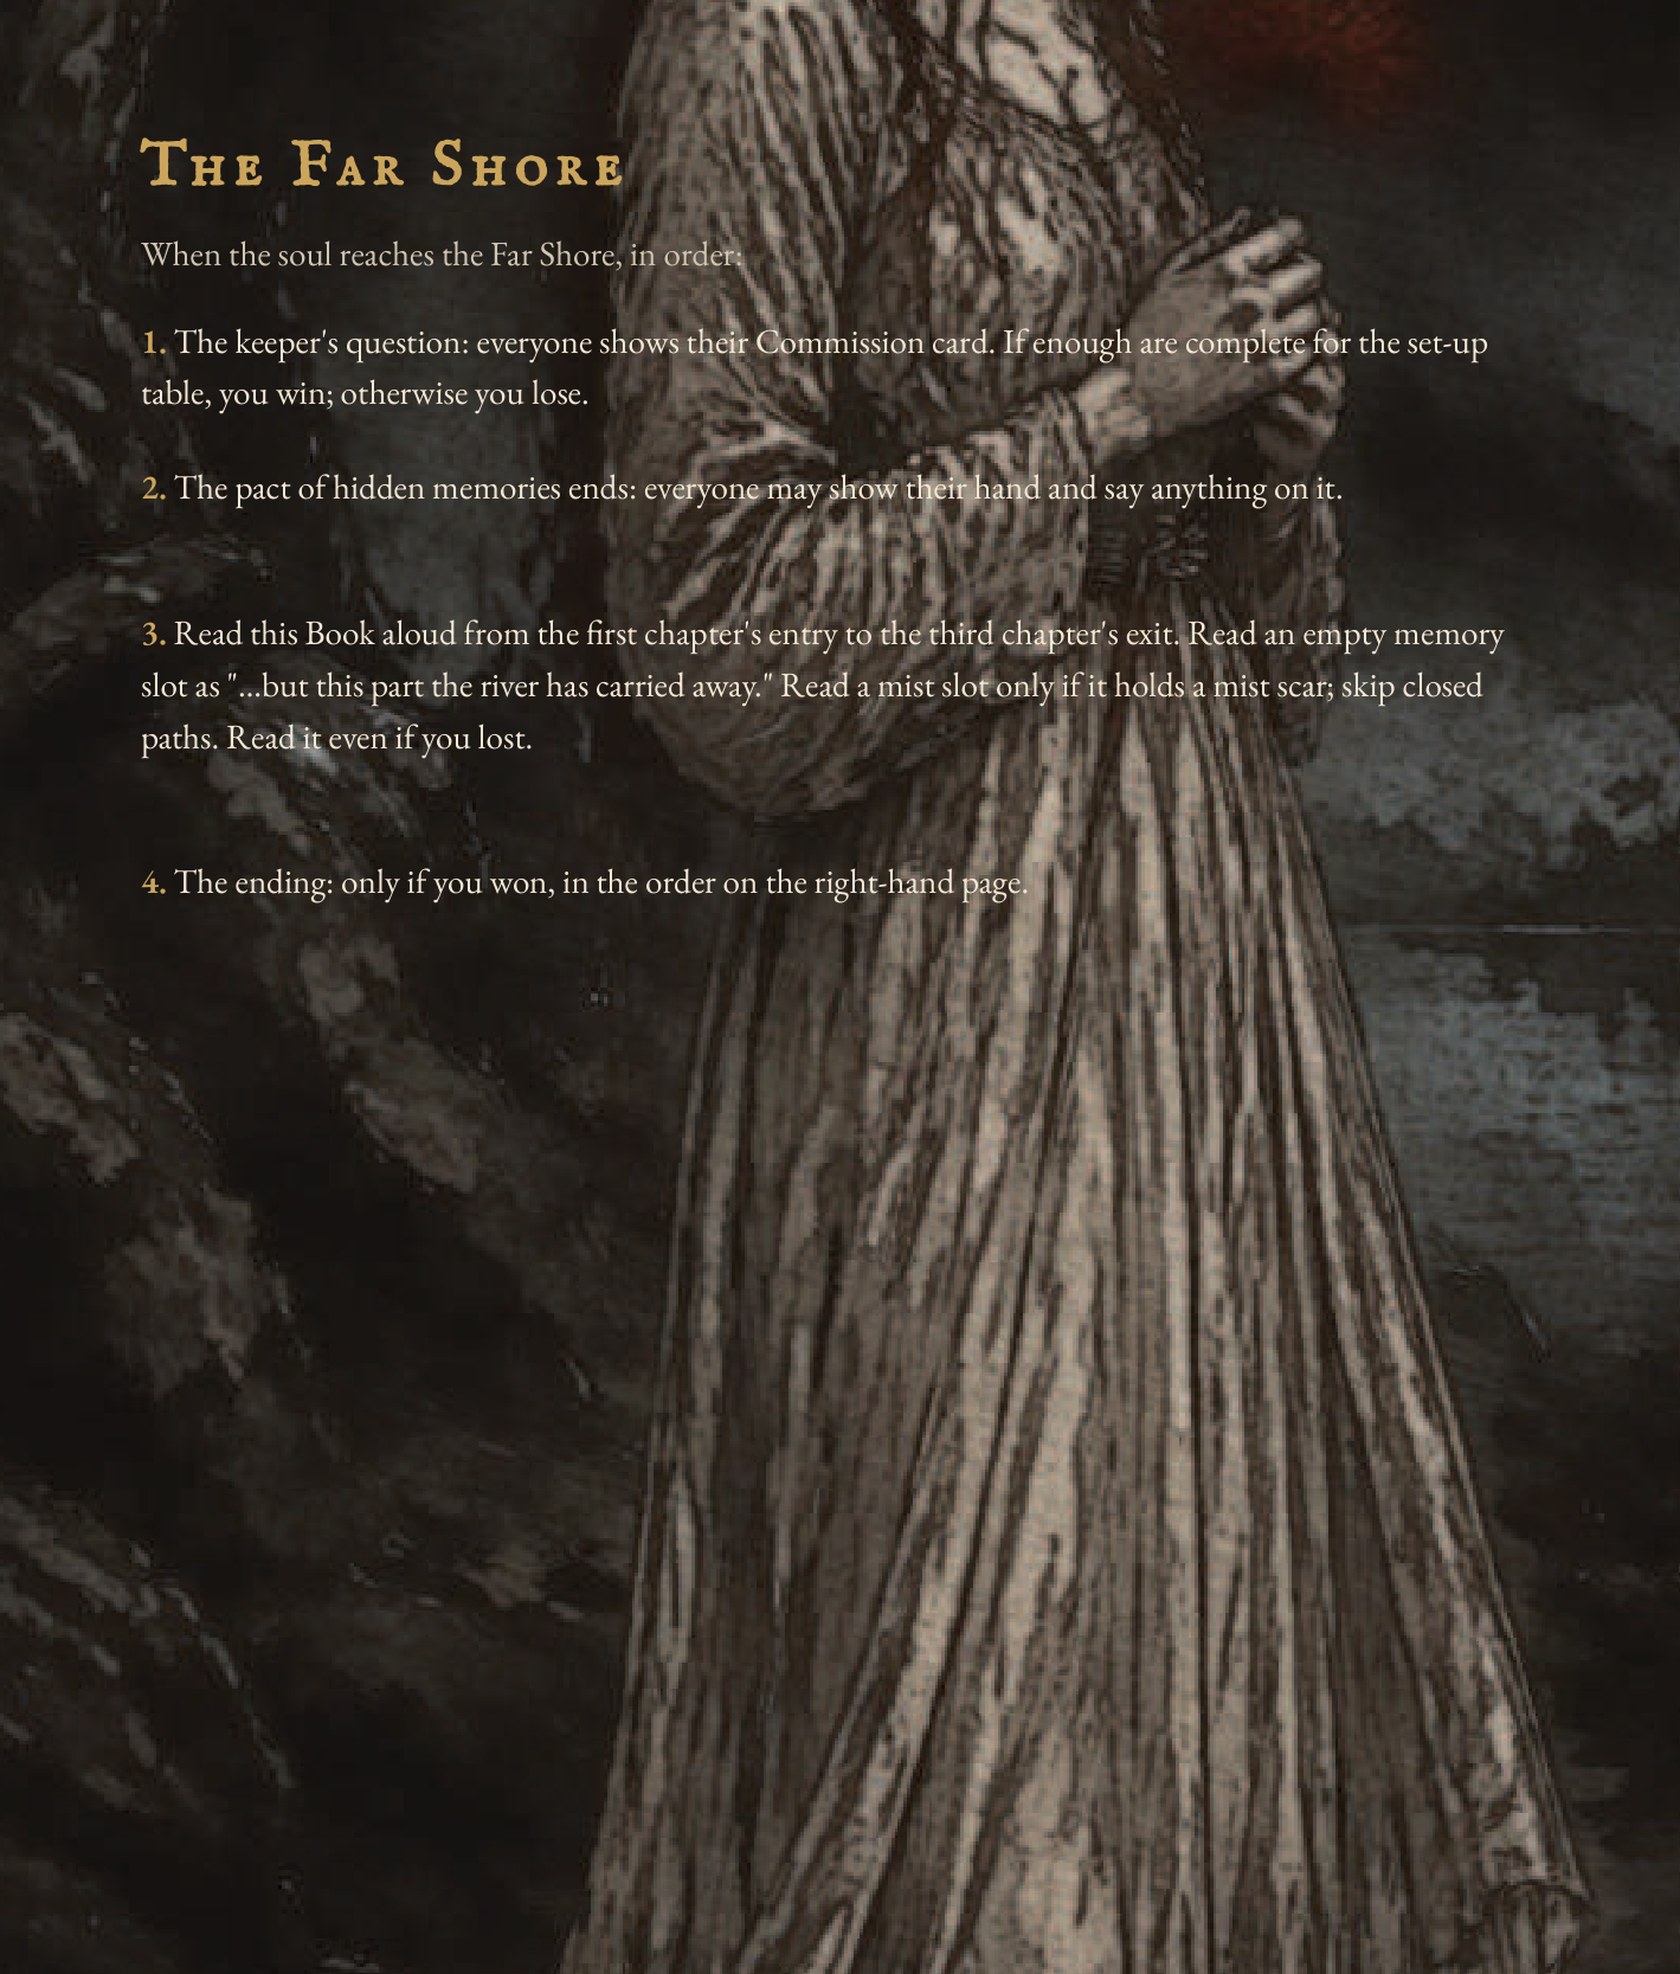 The Far Shore
When the soul reaches the Far Shore, in order:
1. The keeper's question: everyone shows their Commission card. If enough are complete for the set-up
table, you win; otherwise you lose.
2. The pact of hidden memories ends: everyone may show their hand and say anything on it.
3. Read this Book aloud from the first chapter's entry to the third chapter's exit. Read an empty memory
slot as "...but this part the river has carried away." Read a mist slot only if it holds a mist scar; skip closed
paths. Read it even if you lost.
4. The ending: only if you won, in the order on the right-hand page.